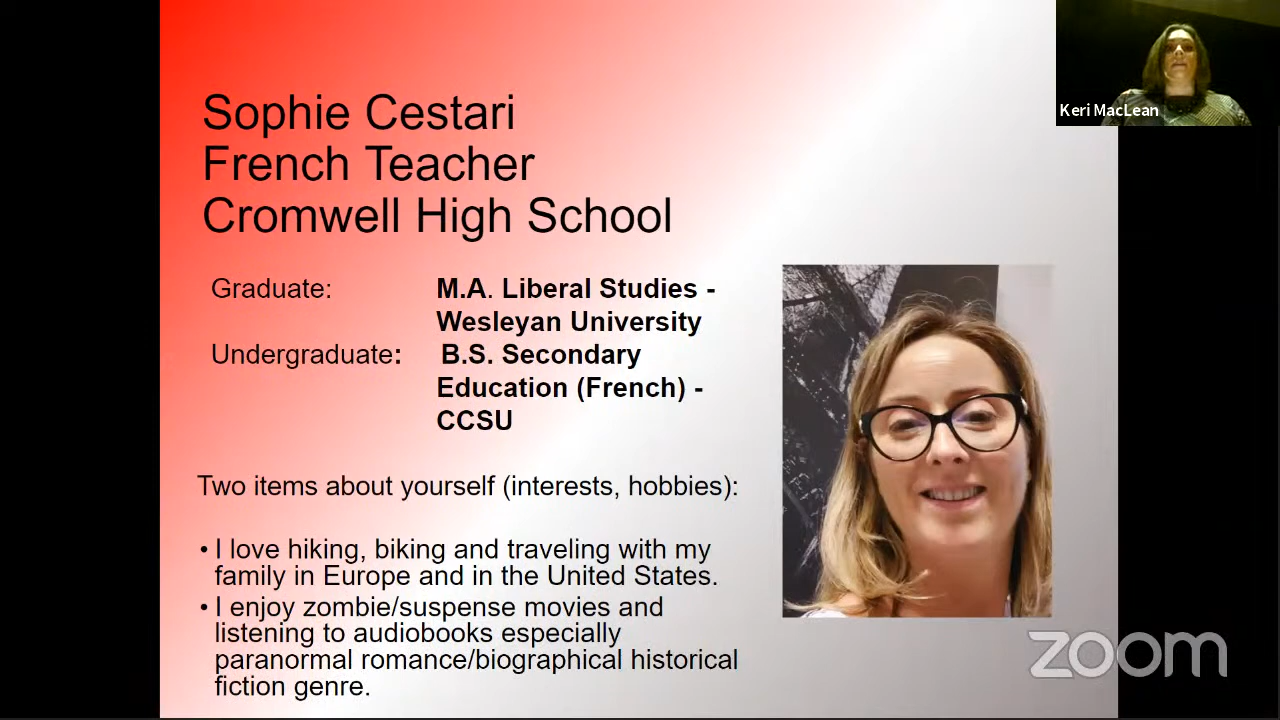 Sophie Cestari
French Teacher
Cromwell High School
Keri MacLean
Graduate: M.A. Liberal Studies -
Wesleyan University
Undergraduate: B.S. Secondary
Education (French) -
CCSU
Two items about yourself (interests, hobbies):
• I love hiking, biking and traveling with my
family in Europe and in the United States.
• I enjoy zombie/suspense movies and
listening to audiobooks especially
paranormal romance/biographical historical
fiction genre.
zoom